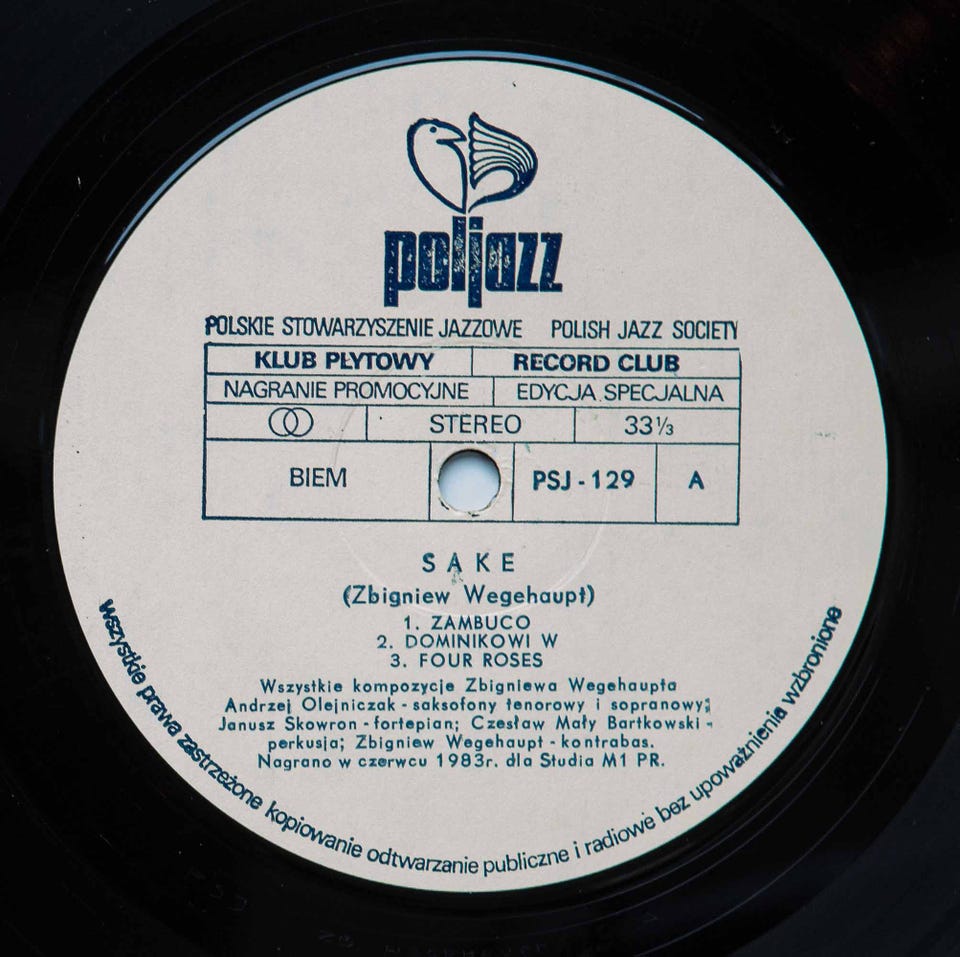 poljazz
POLSKIE STOWARZYSZENIE JAZZOWE POLISH JAZZ SOCIETY
KLUB PŁYTOWY RECORD CLUB
NAGRANIE PROMOCYJNE EDYCJA SPECJALNA
STEREO 33 1/3
BIEM PSJ-129 A
SAKE
(Zbigniew Wegehaupt)
1. ZAMBUCO
2. DOMINIKOWI W
3. FOUR ROSES
Wszystkie kompozycje Zbigniewa Wegehaupta
Andrzej Olejniczak - saksofony tenorowy i sopranowy;
Janusz Skowron - fortepian; Czesław Mały Bartkowski -
perkusja; Zbigniew Wegehaupt - kontrabas.
Nagrano w czerwcu 1983r. dla Studia M1 PR.
Wszystkie prawa zastrzeżone kopiowanie odtwarzanie publiczne i radiowe bez upoważnienia wzbronione